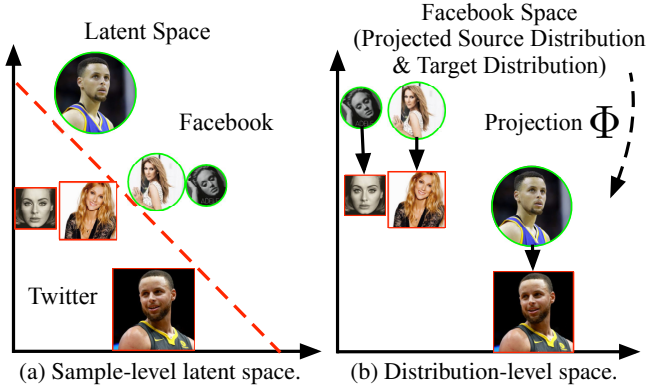 Latent Space
Facebook
Twitter
(a) Sample-level latent space.
Facebook Space
(Projected Source Distribution
& Target Distribution)
Projection Φ
ADELE
(b) Distribution-level space.